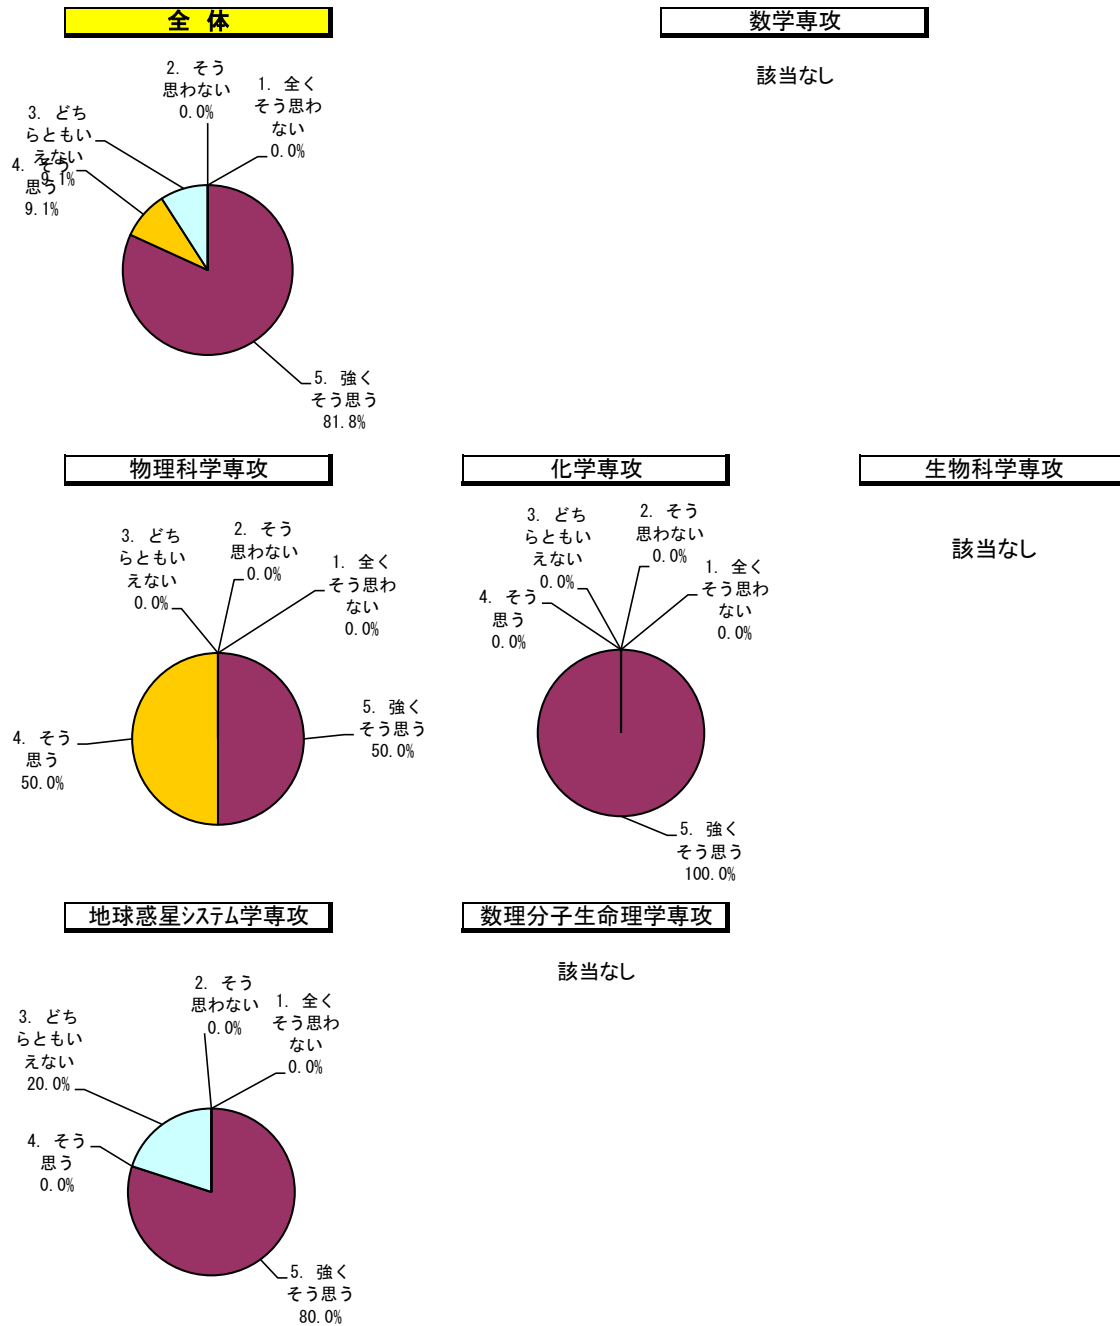 全 体
数学専攻
該当なし
2. そう
思わない
0.0%
1. 全く
そう思わ
ない
0.0%
3. どち
らともい
えない
9.1%
4. そう
思う
9.1%
5. 強く
そう思う
81.8%
物理科学専攻
化学専攻
生物科学専攻
3. どち
らともい
えない
0.0%
2. そう
思わない
0.0%
1. 全く
そう思わ
ない
0.0%
4. そう
思う
50.0%
5. 強く
そう思う
50.0%
3. どち
らともい
えない
0.0%
2. そう
思わない
0.0%
1. 全く
そう思わ
ない
0.0%
4. そう
思う
0.0%
5. 強く
そう思う
100.0%
該当なし
地球惑星システム学専攻
数理分子生命理学専攻
2. そう
思わない
0.0%
1. 全く
そう思わ
ない
0.0%
3. どち
らともい
えない
20.0%
4. そう
思う
0.0%
5. 強く
そう思う
80.0%
該当なし